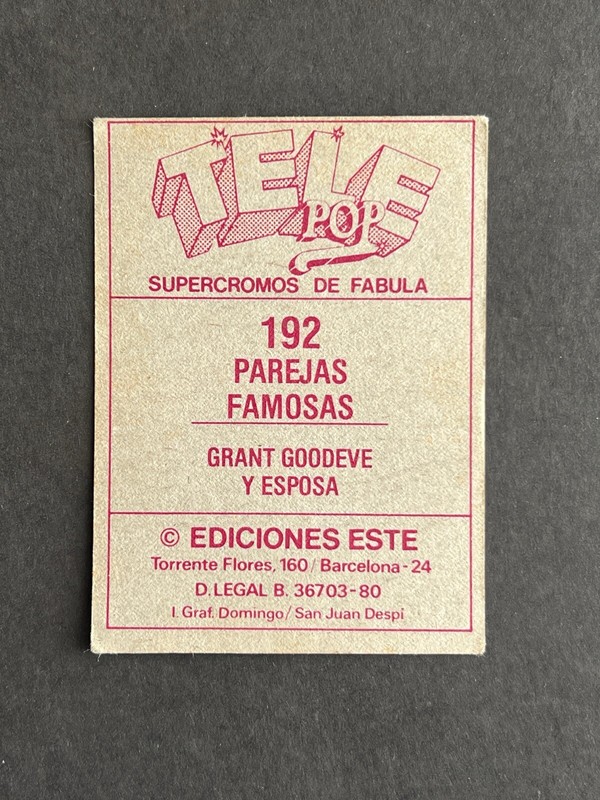 TELE
POP
SUPERCROMOS DE FABULA
192
PAREJAS
FAMOSAS
GRANT GOODEVE
Y ESPOSA
© EDICIONES ESTE
Torrente Flores, 160 / Barcelona - 24
D. LEGAL B. 36703 - 80
I. Graf. Domingo / San Juan Despi